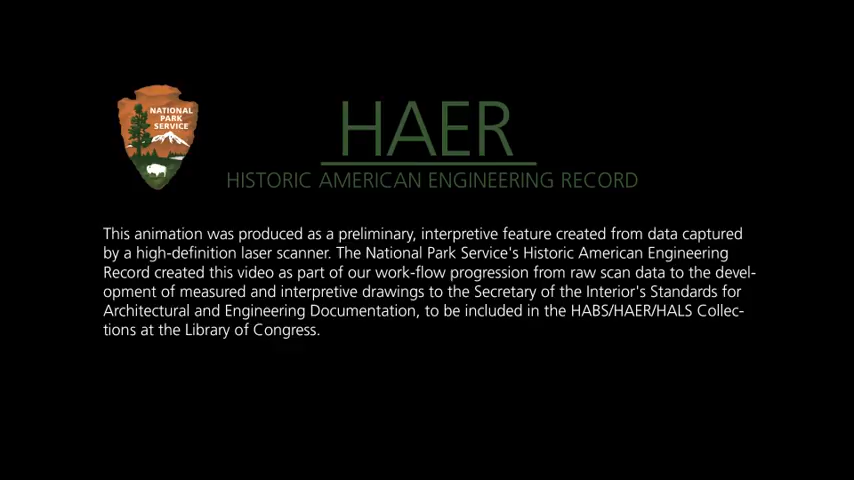 NATIONAL
PARK
SERVICE
HAER
HISTORIC AMERICAN ENGINEERING RECORD
This animation was produced as a preliminary, interpretive feature created from data captured
by a high-definition laser scanner. The National Park Service's Historic American Engineering
Record created this video as part of our work-flow progression from raw scan data to the devel-
opment of measured and interpretive drawings to the Secretary of the Interior's Standards for
Architectural and Engineering Documentation, to be included in the HABS/HAER/HALS Collec-
tions at the Library of Congress.